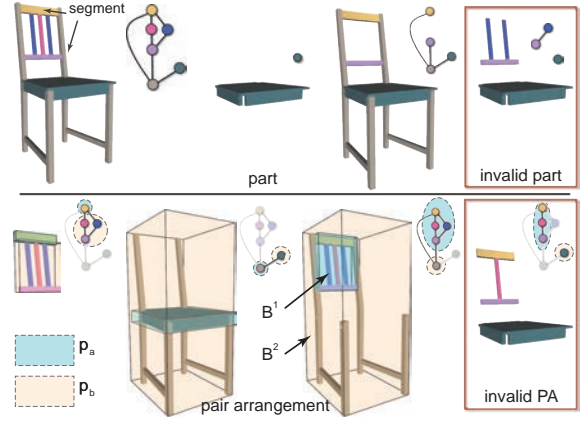 segment
part
invalid part
B1
pₐ
B2
p_b
pair arrangement
invalid PA